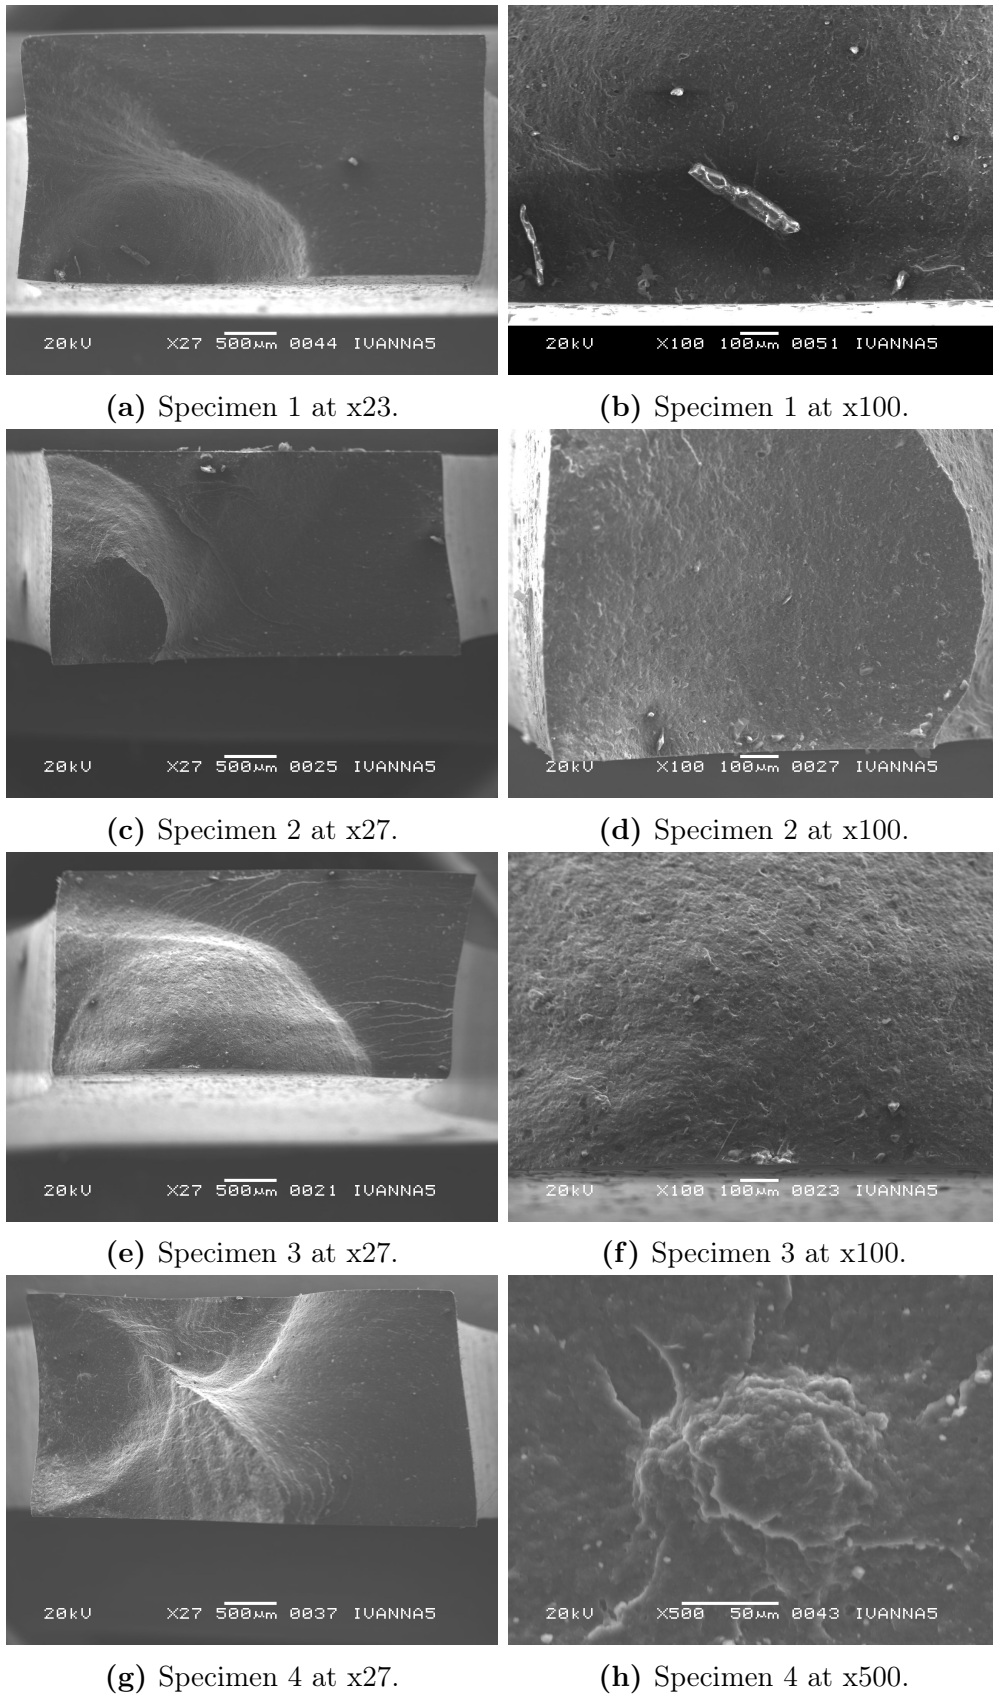 20kV X27 500μm 0044 IVANNA5
20kV X100 100μm 0051 IVANNA5
(a) Specimen 1 at x23.
(b) Specimen 1 at x100.
20kV X27 500μm 0025 IVANNA5
20kV X100 100μm 0027 IVANNA5
(c) Specimen 2 at x27.
(d) Specimen 2 at x100.
20kV X27 500μm 0021 IVANNA5
20kV X100 100μm 0023 IVANNA5
(e) Specimen 3 at x27.
(f) Specimen 3 at x100.
20kV X27 500μm 0037 IVANNA5
20kV X500 50μm 0043 IVANNA5
(g) Specimen 4 at x27.
(h) Specimen 4 at x500.